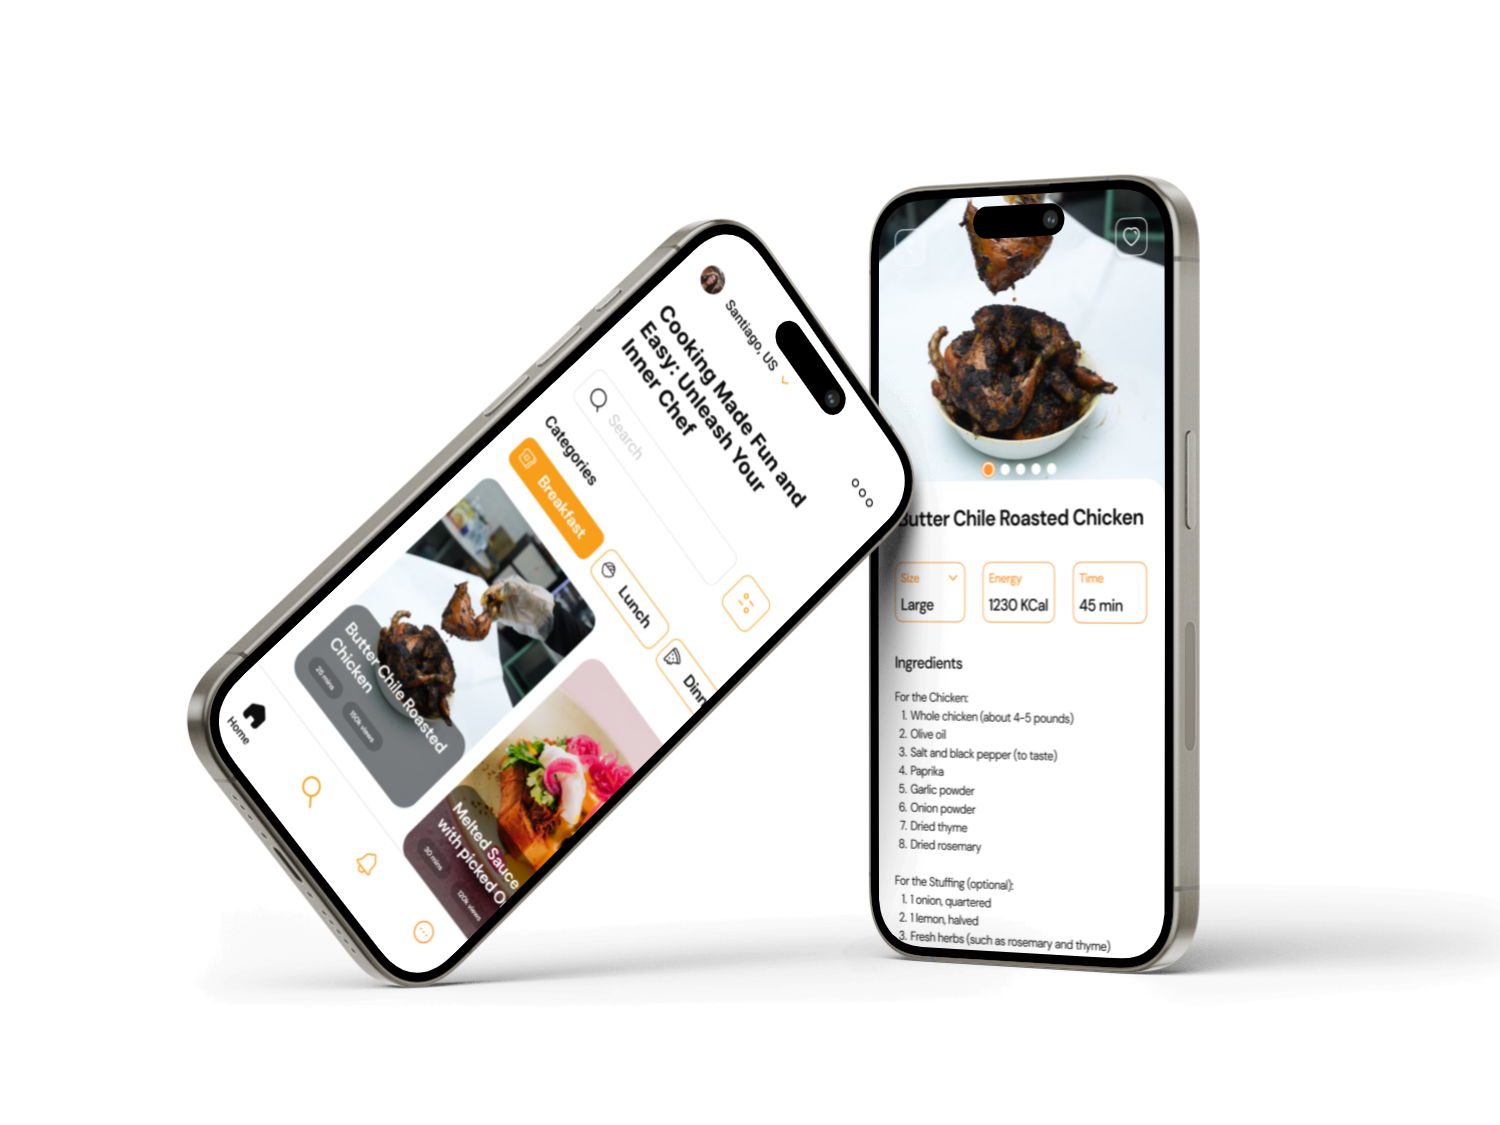 Santiago, US
Cooking Made Fun and
Easy: Unleash Your
Inner Chef
Search
Categories
Breakfast
Lunch
Dinn
Butter Chile Roasted
Chicken
25 mins
150k views
Melted Sauce
with picked O
30 mins
120k views
Home
Butter Chile Roasted Chicken
Size
Large
Energy
1230 KCal
Time
45 min
Ingredients
For the Chicken:
1. Whole chicken (about 4-5 pounds)
2. Olive oil
3. Salt and black pepper (to taste)
4. Paprika
5. Garlic powder
6. Onion powder
7. Dried thyme
8. Dried rosemary
For the Stuffing (optional):
1. 1 onion, quartered
2. 1 lemon, halved
3. Fresh herbs (such as rosemary and thyme)